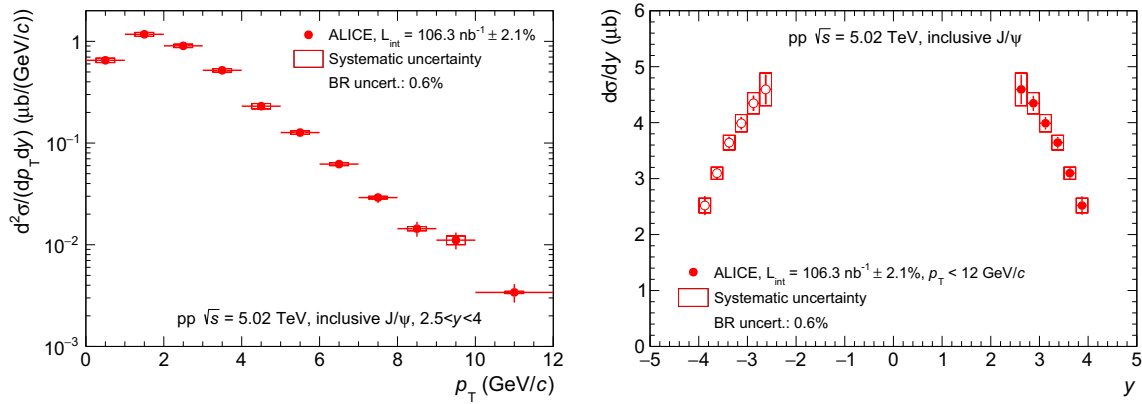 d²σ/(dp_T dy) (μb/(GeV/c))
1
10⁻¹
10⁻²
10⁻³
ALICE, L_int = 106.3 nb⁻¹ ± 2.1%
Systematic uncertainty
BR uncert.: 0.6%
pp √s = 5.02 TeV, inclusive J/ψ, 2.5<y<4
0 2 4 6 8 10 12
p_T (GeV/c)
dσ/dy (μb)
6
5
4
3
2
1
0
pp √s = 5.02 TeV, inclusive J/ψ
ALICE, L_int = 106.3 nb⁻¹ ± 2.1%, p_T < 12 GeV/c
Systematic uncertainty
BR uncert.: 0.6%
−5 −4 −3 −2 −1 0 1 2 3 4 5
y